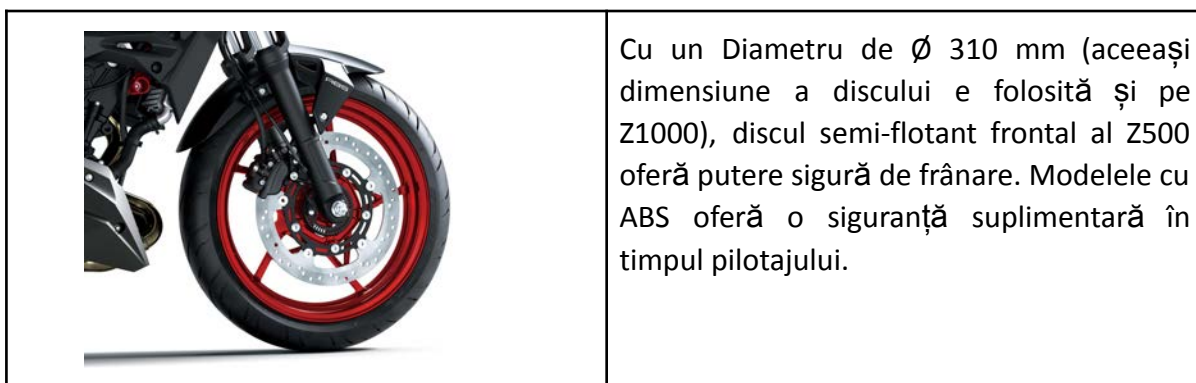 Cu un Diametru de Ø 310 mm (aceeași
dimensiune a discului e folosită și pe
Z1000), discul semi-flotant frontal al Z500
oferă putere sigură de frânare. Modelele cu
ABS oferă o siguranță suplimentară în
timpul pilotajului.
ABS